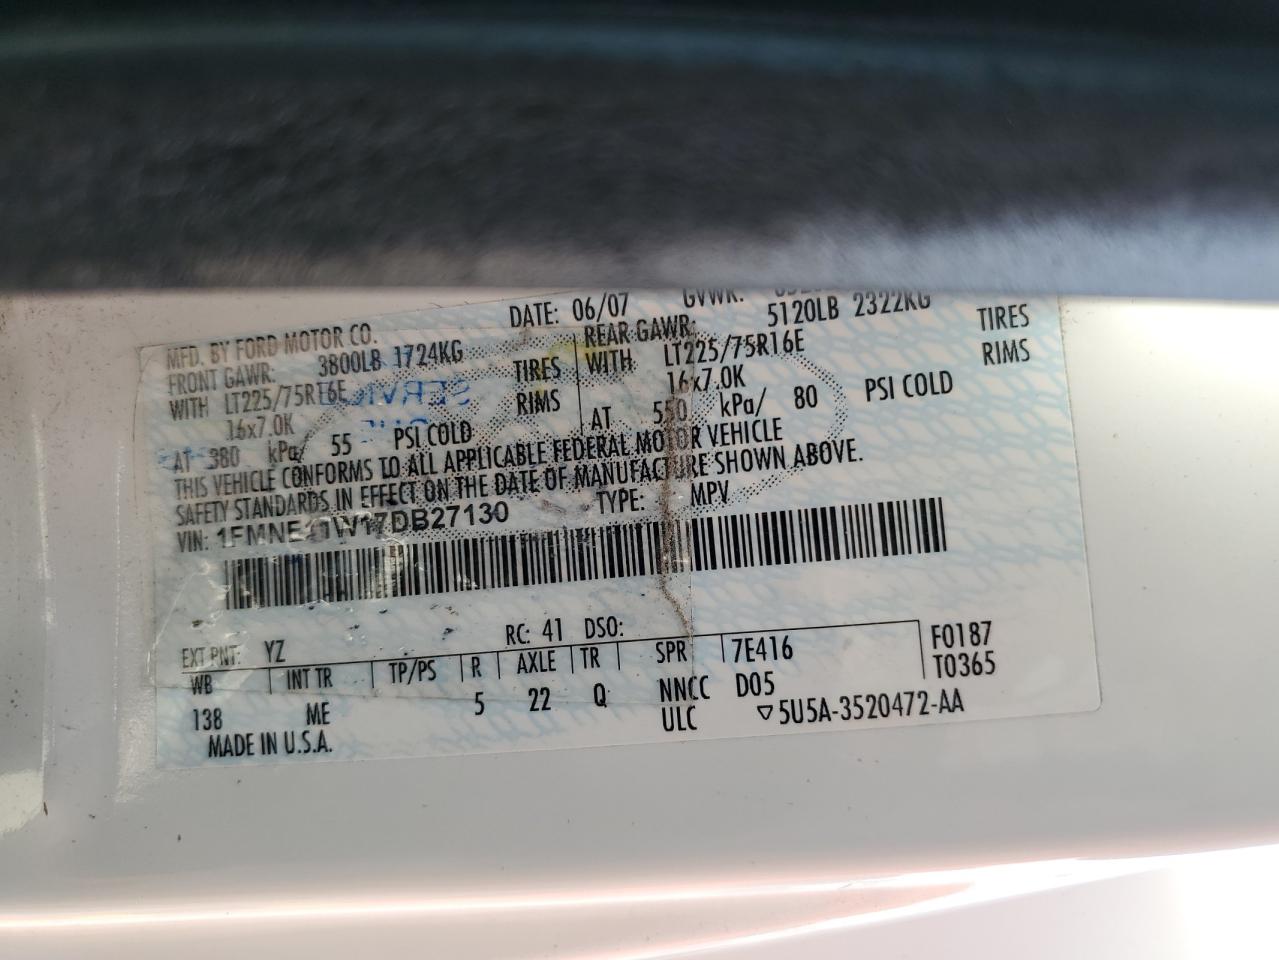 MFD. BY FORD MOTOR CO. DATE: 06/07 GVWR:
FRONT GAWR: 3800LB 1724KG REAR GAWR: 5120LB 2322KG
WITH LT225/75R16E TIRES WITH LT225/75R16E TIRES
16x7.0K RIMS 16x7.0K RIMS
AT 380 kPa/ 55 PSI COLD AT 550 kPa/ 80 PSI COLD
THIS VEHICLE CONFORMS TO ALL APPLICABLE FEDERAL MOTOR VEHICLE
SAFETY STANDARDS IN EFFECT ON THE DATE OF MANUFACTURE SHOWN ABOVE.
VIN: TYPE: MPV
EXT PNT: YZ RC: 41 DSO:
WB INT TR TP/PS R AXLE TR SPR 7E416 F0187
138 ME 5 22 Q NNCC D05 T0365
MADE IN U.S.A. ULC ▽5U5A-3520472-AA